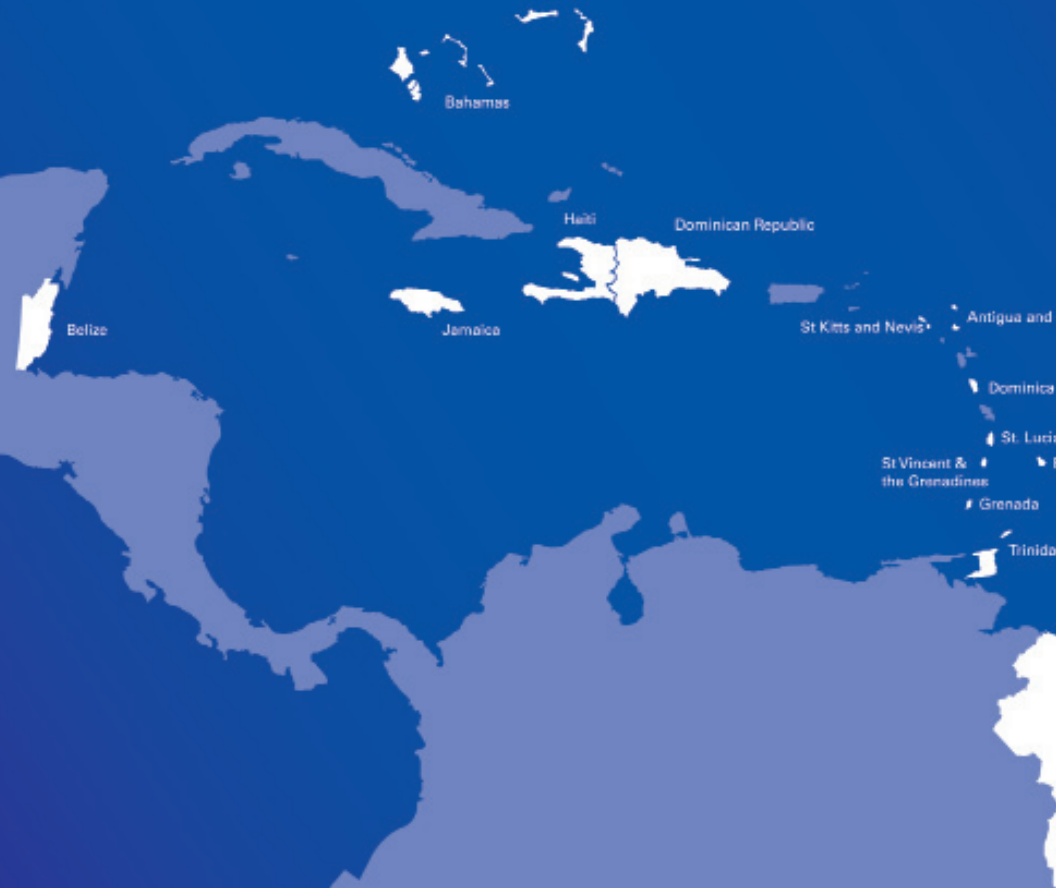 Bahamas
Haiti
Dominican Republic
Belize
Jamaica
St Kitts and Nevis
Antigua and
Dominica
St. Luci
St Vincent &
the Grenadines
Grenada
Trinida